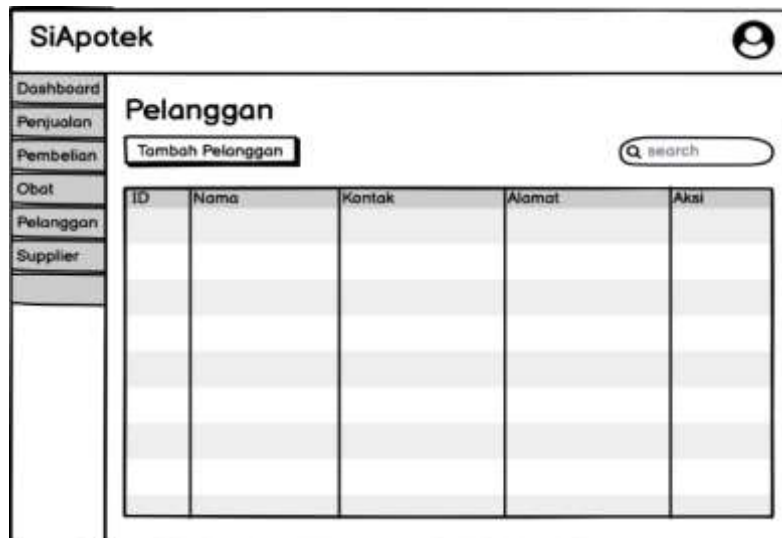 SiApotek
Dashboard
Penjualan
Pembelian
Obat
Pelanggan
Supplier
Pelanggan
Tambah Pelanggan
search
ID Nama Kontak Alamat Aksi